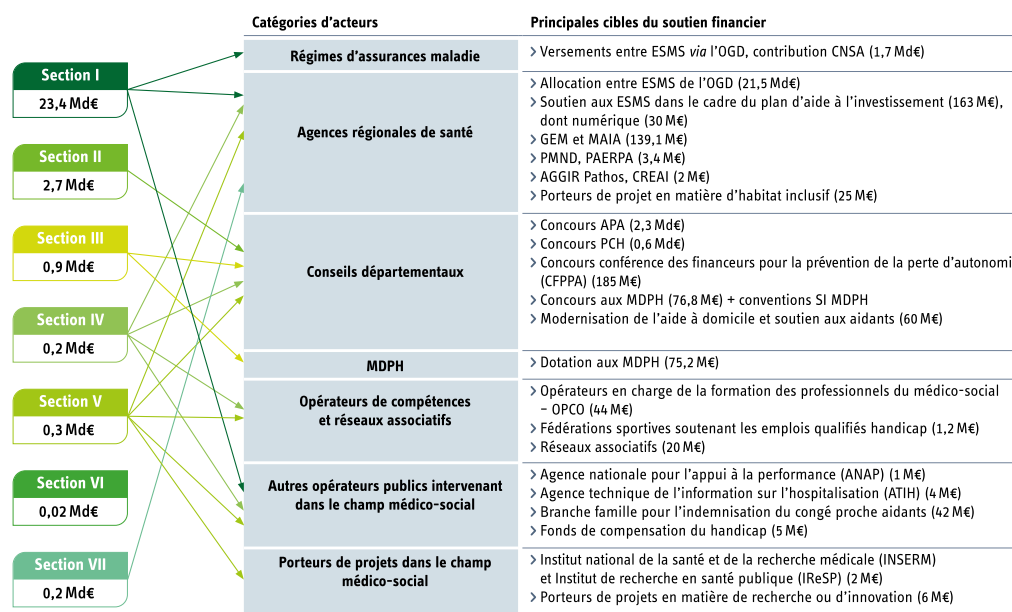 Catégories d'acteurs
Principales cibles du soutien financier
Section I
23,4 Md€
Section II
2,7 Md€
Section III
0,9 Md€
Section IV
0,2 Md€
Section V
0,3 Md€
Section VI
0,02 Md€
Section VII
0,2 Md€
Régimes d'assurances maladie
> Versements entre ESMS via l'OGD, contribution CNSA (1,7 Md€)
Agences régionales de santé
> Allocation entre ESMS de l'OGD (21,5 Md€)
> Soutien aux ESMS dans le cadre du plan d'aide à l'investissement (163 M€),
dont numérique (30 M€)
> GEM et MAIA (139,1 M€)
> PMND, PAERPA (3,4 M€)
> AGGIR Pathos, CREAI (2 M€)
> Porteurs de projet en matière d'habitat inclusif (25 M€)
Conseils départementaux
> Concours APA (2,3 Md€)
> Concours PCH (0,6 Md€)
> Concours conférence des financeurs pour la prévention de la perte d'autonomi
(CFPPA) (185 M€)
> Concours aux MDPH (76,8 M€) + conventions SI MDPH
> Modernisation de l'aide à domicile et soutien aux aidants (60 M€)
MDPH
> Dotation aux MDPH (75,2 M€)
Opérateurs de compétences
et réseaux associatifs
> Opérateurs en charge de la formation des professionnels du médico-social
– OPCO (44 M€)
> Fédérations sportives soutenant les emplois qualifiés handicap (1,2 M€)
> Réseaux associatifs (20 M€)
Autres opérateurs publics intervenant
dans le champ médico-social
> Agence nationale pour l'appui à la performance (ANAP) (1 M€)
> Agence technique de l'information sur l'hospitalisation (ATIH) (4 M€)
> Branche famille pour l'indemnisation du congé proche aidants (42 M€)
> Fonds de compensation du handicap (5 M€)
Porteurs de projets dans le champ
médico-social
> Institut national de la santé et de la recherche médicale (INSERM)
et Institut de recherche en santé publique (IReSP) (2 M€)
> Porteurs de projets en matière de recherche ou d'innovation (6 M€)